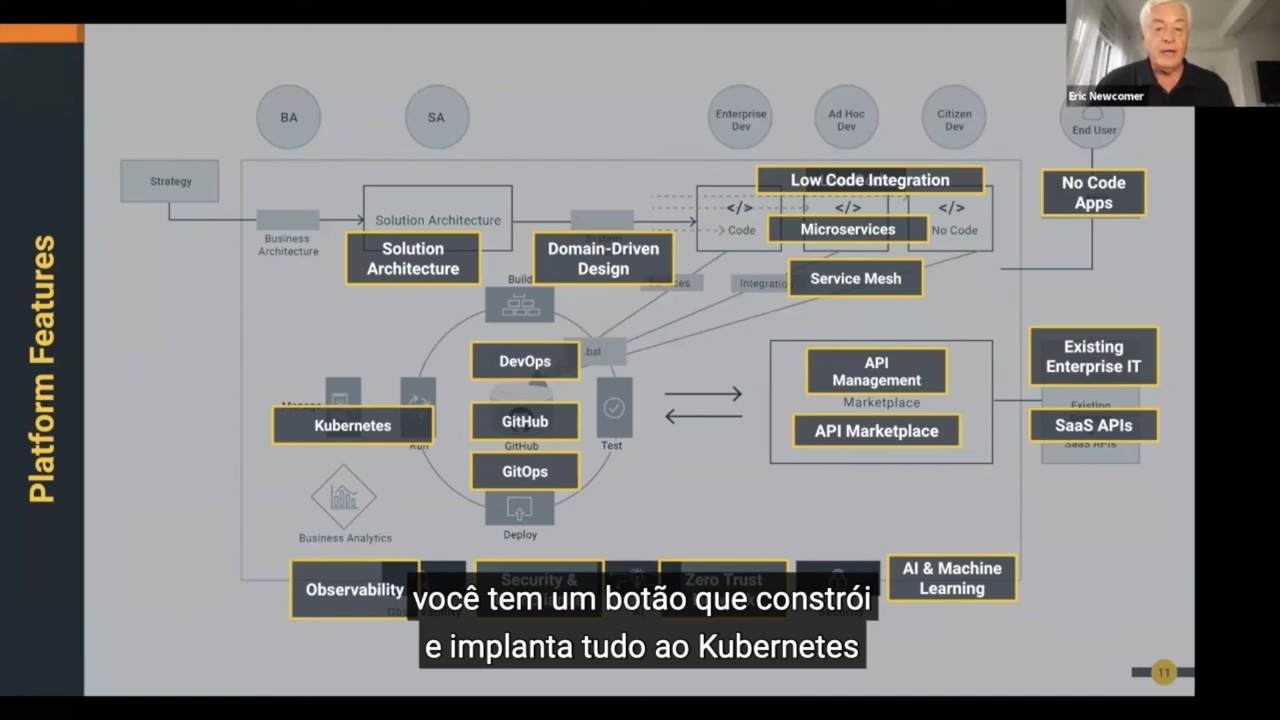 Platform Features
Eric Newcomer
BA
SA
Enterprise
Dev
Ad Hoc
Dev
Citizen
Dev
End User
Strategy
Business
Architecture
Solution Architecture
Solution
Architecture
Domain-Driven
Design
Low Code Integration
</>
</>
</>
Code
Microservices
No Code
Service Mesh
Integration
No Code
Apps
Build
DevOps
Kubernetes
Run
GitHub
GitHub
GitOps
Test
Deploy
Business Analytics
API
Management
Marketplace
API Marketplace
Existing
Enterprise IT
Existing
SaaS APIs
SaaS APIs
Observability
Security &
Zero Trust
AI & Machine
Learning
você tem um botão que constrói
e implanta tudo ao Kubernetes
11